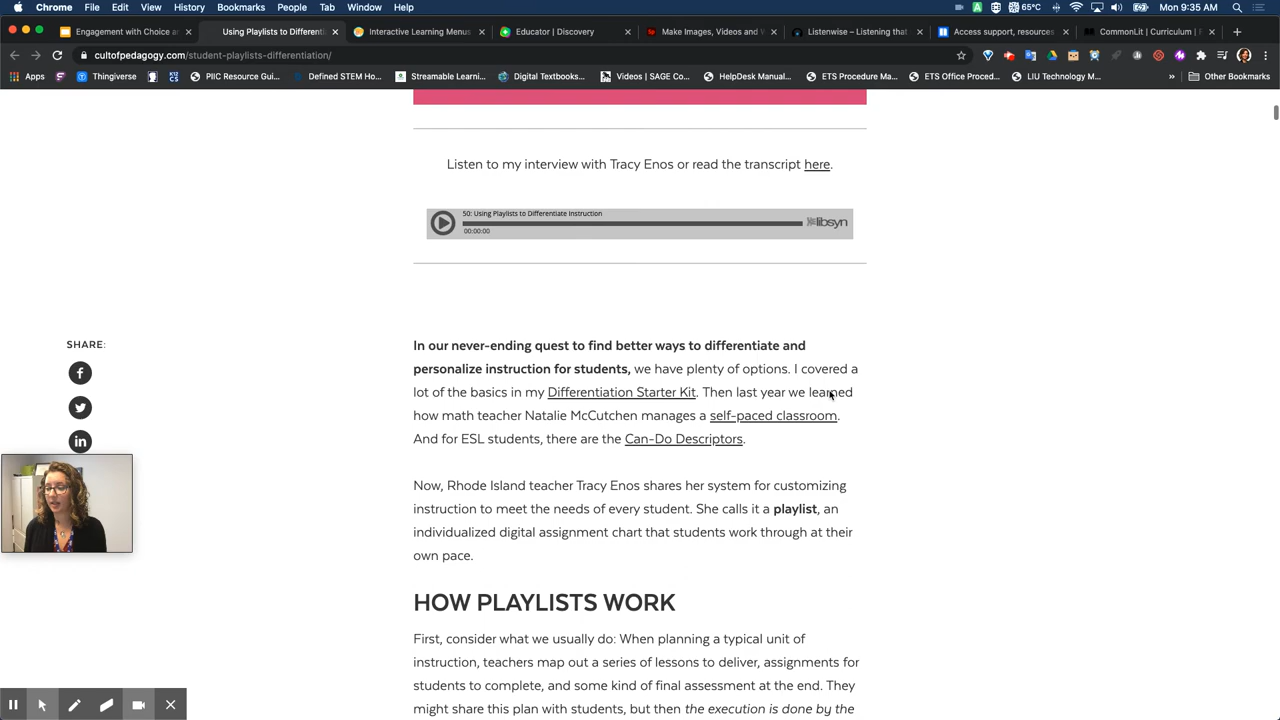 Chrome File Edit View History Bookmarks People Tab Window Help 65°C Mon 9:35 AM
Engagement with Choice as Using Playlists to Differenti Interactive Learning Menus Educator | Discovery Make Images, Videos and W Listenwise – Listening that Access support, resources CommonLit | Curriculum |
cultofpedagogy.com/student-playlists-differentiation/
Apps Thingiverse PIIC Resource Gui... Defined STEM Ho... Streamable Learni... Digital Textbooks... Videos | SAGE Co... HelpDesk Manual... ETS Procedure Ma... ETS Office Proced... LIU Technology M... » Other Bookmarks
Listen to my interview with Tracy Enos or read the transcript here.
50: Using Playlists to Differentiate Instruction
00:00:00
libsyn
In our never-ending quest to find better ways to differentiate and
personalize instruction for students, we have plenty of options. I covered a
lot of the basics in my Differentiation Starter Kit. Then last year we learned
how math teacher Natalie McCutchen manages a self-paced classroom.
And for ESL students, there are the Can-Do Descriptors.
SHARE:
Now, Rhode Island teacher Tracy Enos shares her system for customizing
instruction to meet the needs of every student. She calls it a playlist, an
individualized digital assignment chart that students work through at their
own pace.
HOW PLAYLISTS WORK
First, consider what we usually do: When planning a typical unit of
instruction, teachers map out a series of lessons to deliver, assignments for
students to complete, and some kind of final assessment at the end. They
might share this plan with students, but then the execution is done by the